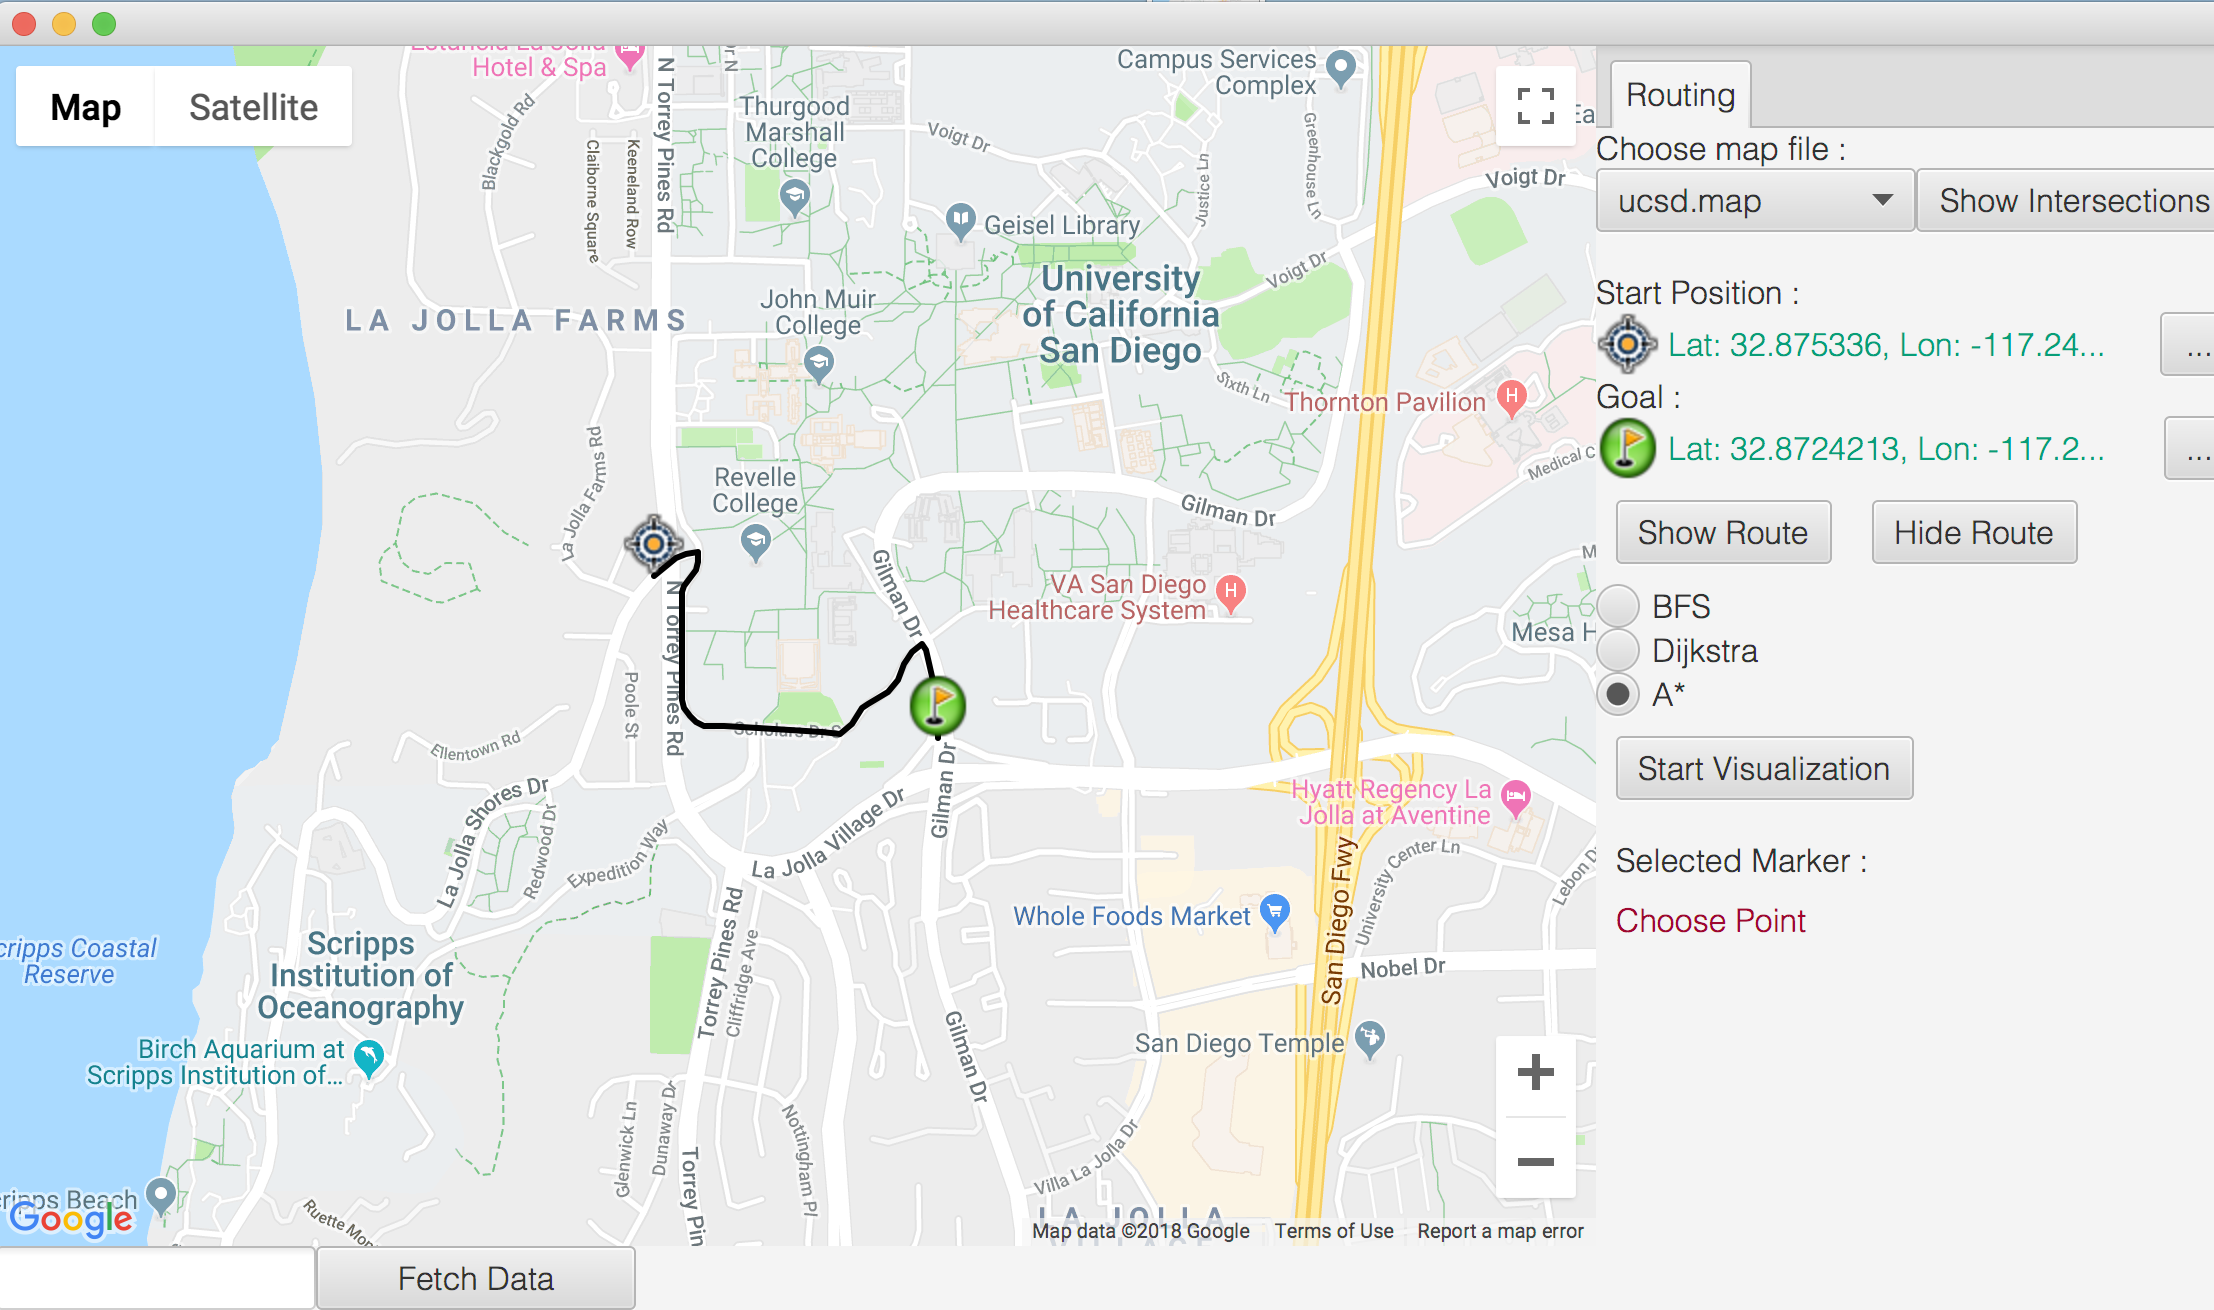 Map
Satellite
Hotel & Spa
N Torrey Pines Rd
Blackgold Rd
Claiborne Square
Keeneland Row
Thurgood
Marshall
College
Voigt Dr
Campus Services
Complex
Greenhouse Ln
Justice Ln
Voigt Dr
Geisel Library
University
of California
San Diego
Voigt Dr
LA JOLLA FARMS
John Muir
College
Sixth Ln
Thornton Pavilion
Medical C
La Jolla Farms Rd
Revelle
College
Gilman Dr
Gilman Dr
VA San Diego
Healthcare System
Mesa H
N Torrey Pines Rd
Poole St
Scholars Dr S
Ellentown Rd
La Jolla Shores Dr
Redwood Dr
Expedition Way
La Jolla Village Dr
Gilman Dr
Hyatt Regency La
Jolla at Aventine
University Center Ln
Lebon D
San Diego Fwy
Whole Foods Market
Nobel Dr
Torrey Pines Rd
Cliffridge Ave
cripps Coastal
Reserve
Scripps
Institution of
Oceanography
Birch Aquarium at
Scripps Institution of...
Gilman Dr
San Diego Temple
Glenwick Ln
Dunaway Dr
Nottingham Pl
Torrey Pin
Villa La Jolla Dr
cripps Beach
Ruette Mon
Google
LA JOLLA
Map data ©2018 Google
Terms of Use
Report a map error
Fetch Data
Routing
Choose map file :
ucsd.map
Show Intersections
Start Position :
Lat: 32.875336, Lon: -117.24...
...
Goal :
Lat: 32.8724213, Lon: -117.2...
...
Show Route
Hide Route
BFS
Dijkstra
A*
Start Visualization
Selected Marker :
Choose Point